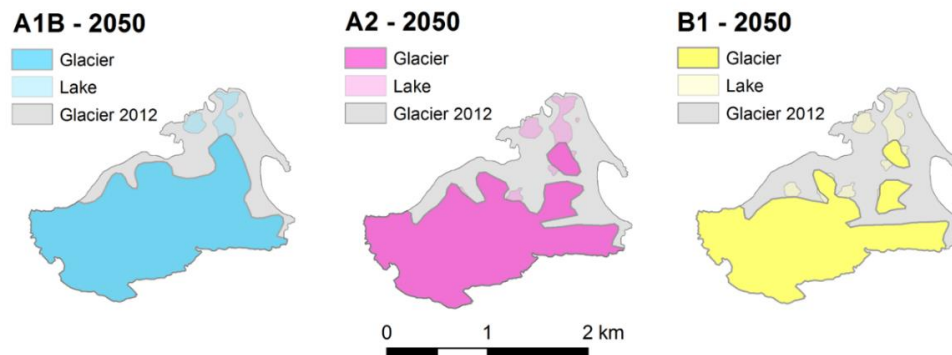 A1B - 2050
Glacier
Lake
Glacier 2012
A2 - 2050
Glacier
Lake
Glacier 2012
B1 - 2050
Glacier
Lake
Glacier 2012
0 1 2 km